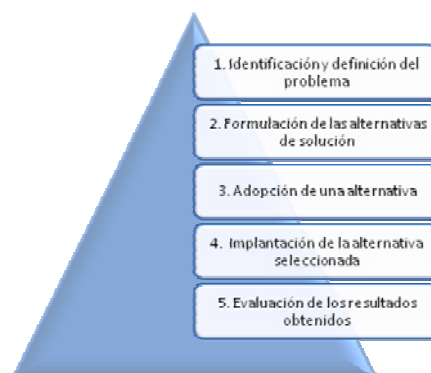 1. Identificación y definición del
problema
2. Formulación de las alternativas
de solución
3. Adopción de una alternativa
4. Implantación de la alternativa
seleccionada
5. Evaluación de los resultados
obtenidos